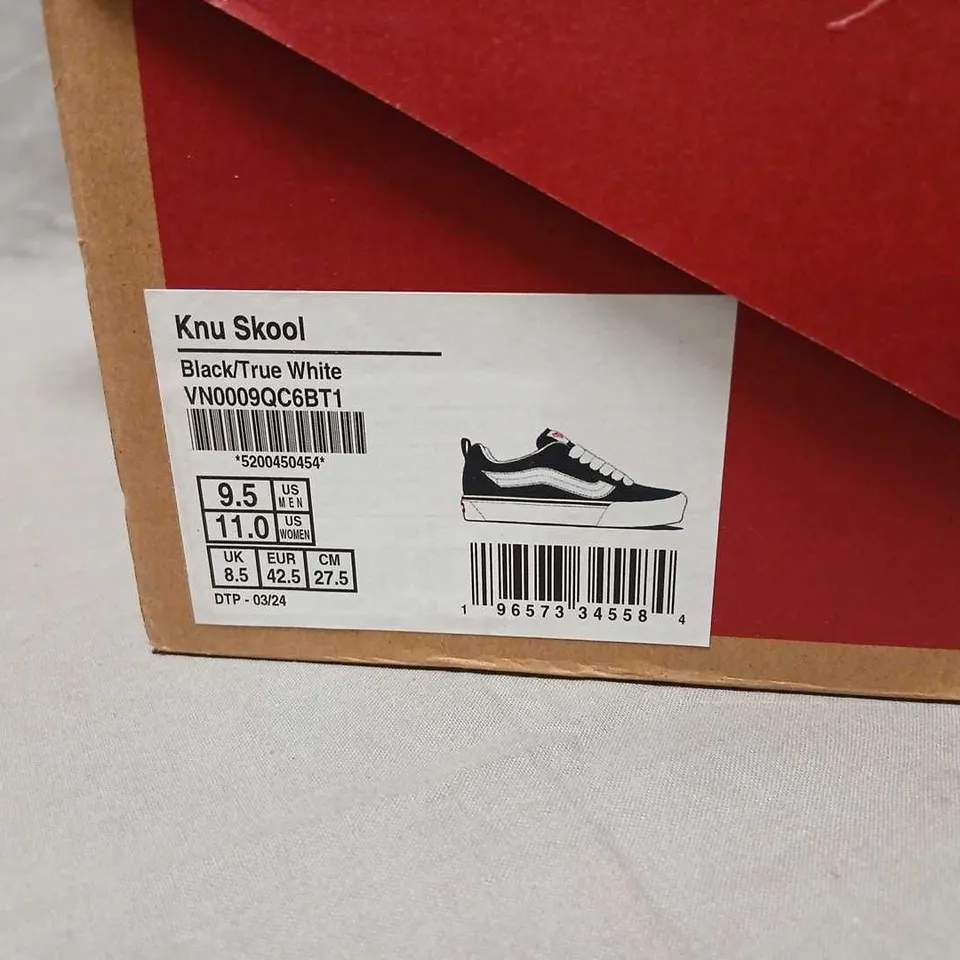 Knu Skool
Black/True White
VN0009QC6BT1
*5200450454*
9.5 US MEN
11.0 US WOMEN
UK EUR CM
8.5 42.5 27.5
DTP - 03/24
1 96573 34558 4